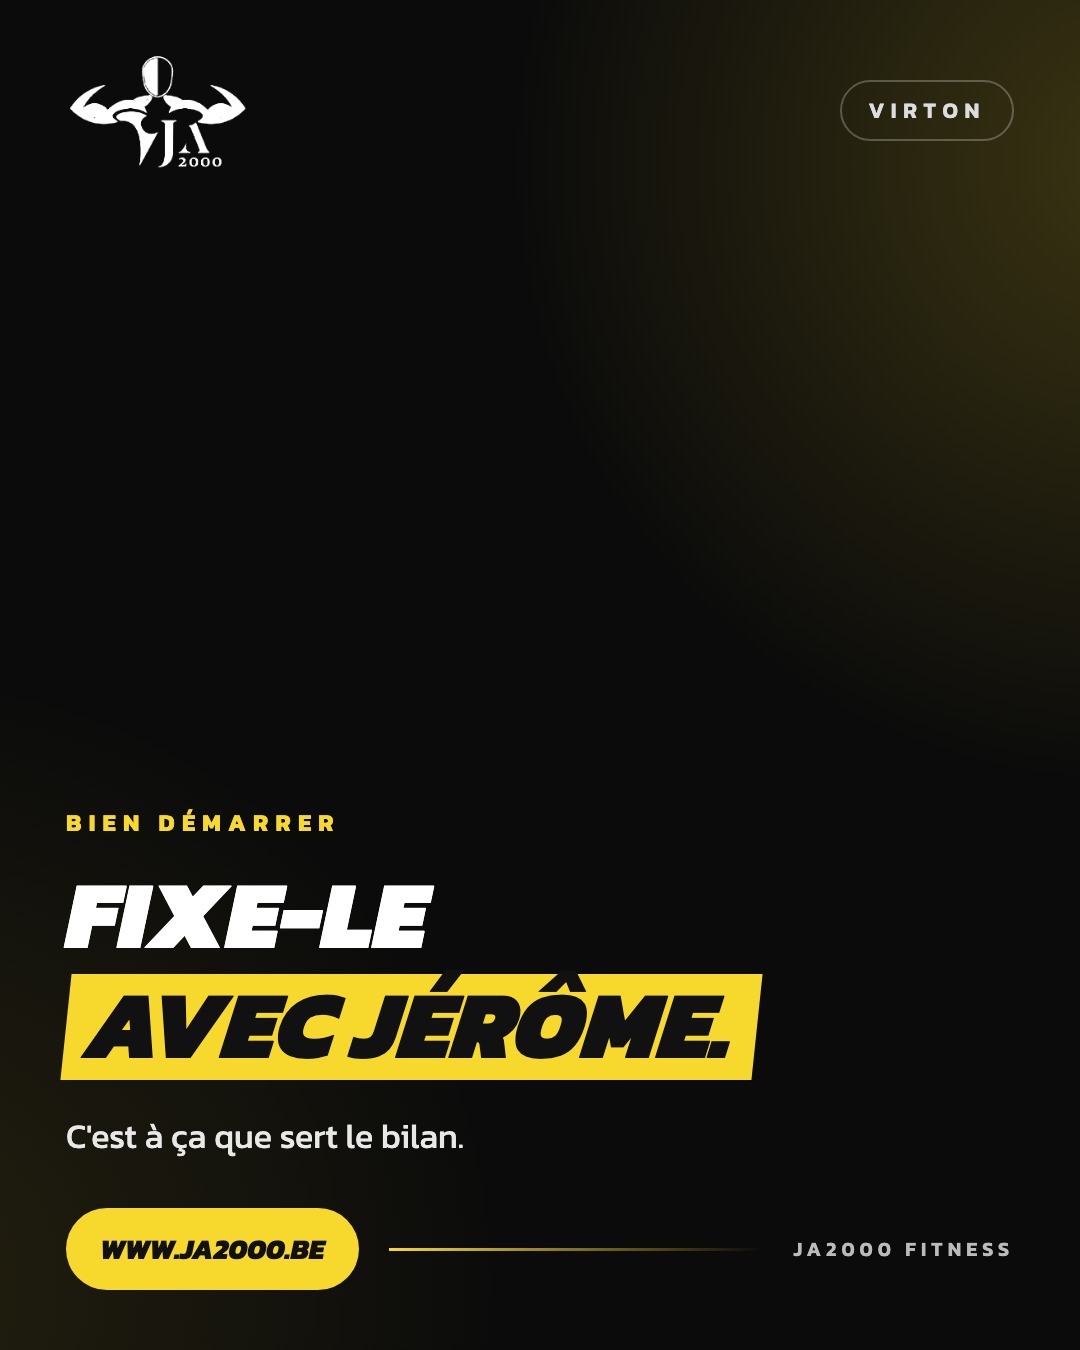 JA
2000
VIRTON
BIEN DÉMARRER
FIXE-LE
AVEC JÉRÔME.
C'est à ça que sert le bilan.
WWW.JA2000.BE
JA2000 FITNESS